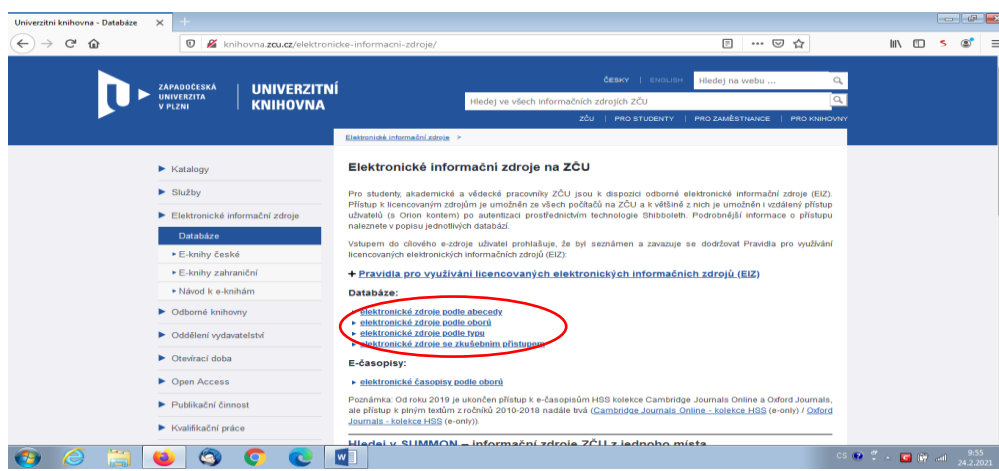 Univerzitní knihovna - Databáze
knihovna.zcu.cz/elektronicke-informacni-zdroje/
ZÁPADOČESKÁ
UNIVERZITA
V PLZNI
UNIVERZITNÍ
KNIHOVNA
ČESKY | ENGLISH
Hledej na webu ...
Hledej ve všech informačních zdrojích ZČU
ZČU | PRO STUDENTY | PRO ZAMĚSTNANCE | PRO KNIHOVNY
Elektronické informační zdroje >
Katalogy
Služby
Elektronické informační zdroje
Databáze
E-knihy české
E-knihy zahraniční
Návod k e-knihám
Odborné knihovny
Oddělení vydavatelství
Otevírací doba
Open Access
Publikační činnost
Kvalifikační práce
Elektronické informační zdroje na ZČU
Pro studenty, akademické a vědecké pracovníky ZČU jsou k dispozici odborné elektronické informační zdroje (EIZ).
Přístup k licencovaným zdrojům je umožněn ze všech počítačů na ZČU a k většině z nich je umožněn i vzdálený přístup
uživatelů (s Orion kontem) po autentizaci prostřednictvím technologie Shibboleth. Podrobnější informace o přístupu
naleznete v popisu jednotlivých databází.
Vstupem do cílového e-zdroje uživatel prohlašuje, že byl seznámen a zavazuje se dodržovat Pravidla pro využívání
licencovaných elektronických informačních zdrojů (EIZ):
+ Pravidla pro využívání licencovaných elektronických informačních zdrojů (EIZ)
Databáze:
elektronické zdroje podle abecedy
elektronické zdroje podle oborů
elektronické zdroje podle typu
elektronické zdroje se zkušebním přístupem
E-časopisy:
elektronické časopisy podle oborů
Poznámka: Od roku 2019 je ukončen přístup k e-časopisům HSS kolekce Cambridge Journals Online a Oxford Journals,
ale přístup k plným textům z ročníků 2010-2018 nadále trvá (Cambridge Journals Online - kolekce HSS (e-only) / Oxford
Journals - kolekce HSS (e-only)).
Hledej v SUMMON – informační zdroje ZČU z jednoho místa
CS
9:55
24.2.2021